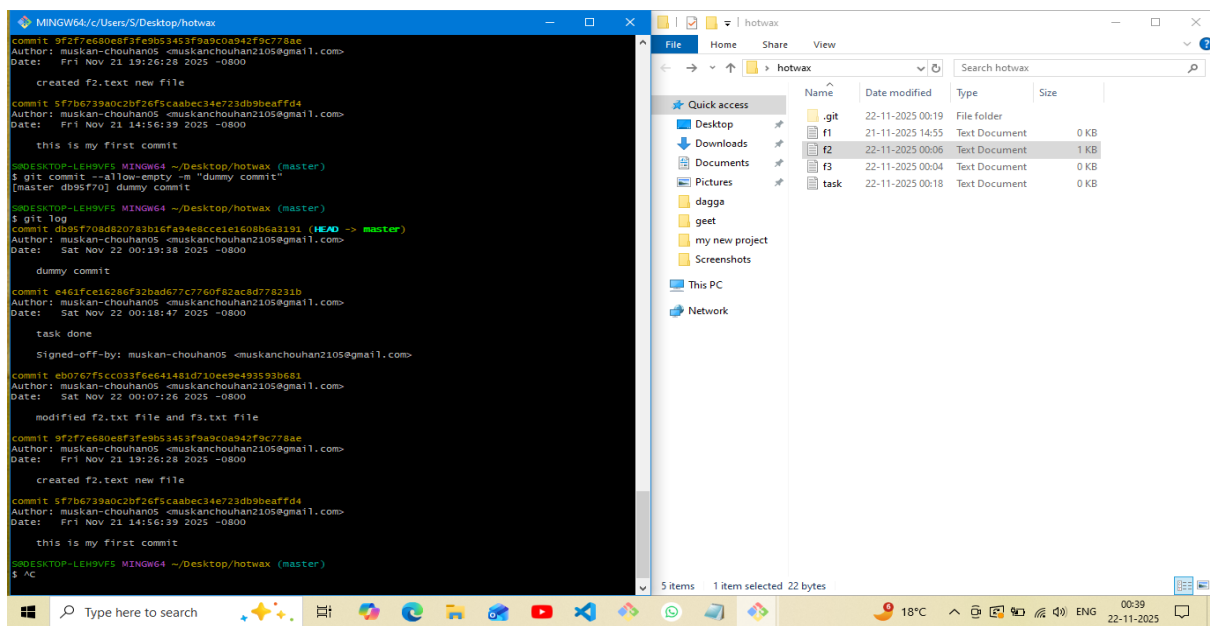 MINGW64:/c/Users/S/Desktop/hotwax
commit 9f2f7e680e8f3fe9b53453f9a9c0a942f9c778ae
Author: muskan-chouhan05 <muskanchouhan2105@gmail.com>
Date:   Fri Nov 21 19:26:28 2025 -0800
created f2.text new file
commit 5f7b6739a0c2bf26f5caabec34e723db9beaffd4
Author: muskan-chouhan05 <muskanchouhan2105@gmail.com>
Date:   Fri Nov 21 14:56:39 2025 -0800
this is my first commit
S@DESKTOP-LEH9VF5 MINGW64 ~/Desktop/hotwax (master)
$ git commit --allow-empty -m "dummy commit"
[master db95f70] dummy commit
S@DESKTOP-LEH9VF5 MINGW64 ~/Desktop/hotwax (master)
$ git log
commit db95f708d820783b16fa94e8cce1e1608b6a3191 (HEAD -> master)
Author: muskan-chouhan05 <muskanchouhan2105@gmail.com>
Date:   Sat Nov 22 00:19:38 2025 -0800
dummy commit
commit e461fce16286f32bad677c7760f82ac8d778231b
Author: muskan-chouhan05 <muskanchouhan2105@gmail.com>
Date:   Sat Nov 22 00:18:47 2025 -0800
task done
Signed-off-by: muskan-chouhan05 <muskanchouhan2105@gmail.com>
commit eb0767f5cc033f6e641481d710ee9e493593b681
Author: muskan-chouhan05 <muskanchouhan2105@gmail.com>
Date:   Sat Nov 22 00:07:26 2025 -0800
modified f2.txt file and f3.txt file
commit 9f2f7e680e8f3fe9b53453f9a9c0a942f9c778ae
Author: muskan-chouhan05 <muskanchouhan2105@gmail.com>
Date:   Fri Nov 21 19:26:28 2025 -0800
created f2.text new file
commit 5f7b6739a0c2bf26f5caabec34e723db9beaffd4
Author: muskan-chouhan05 <muskanchouhan2105@gmail.com>
Date:   Fri Nov 21 14:56:39 2025 -0800
this is my first commit
S@DESKTOP-LEH9VF5 MINGW64 ~/Desktop/hotwax (master)
$ ^C
hotwax
File Home Share View
hotwax
Search hotwax
Name Date modified Type Size
.git 22-11-2025 00:19 File folder
f1 21-11-2025 14:55 Text Document 0 KB
f2 22-11-2025 00:06 Text Document 1 KB
f3 22-11-2025 00:04 Text Document 0 KB
task 22-11-2025 00:18 Text Document 0 KB
Quick access
Desktop
Downloads
Documents
Pictures
dagga
geet
my new project
Screenshots
This PC
Network
5 items 1 item selected 22 bytes
Type here to search
18°C
ENG
00:39
22-11-2025